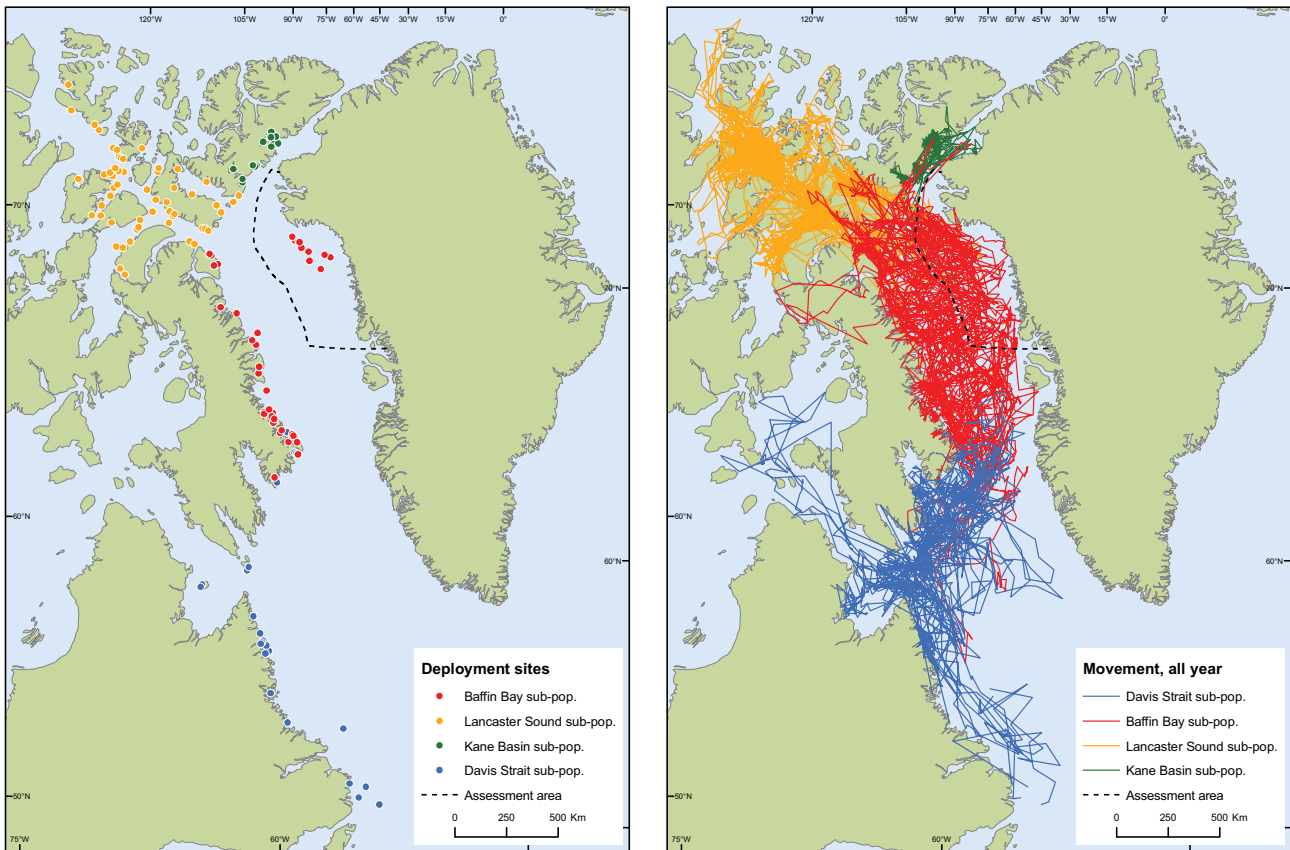 120°W 105°W 90°W 75°W 60°W 45°W 30°W 15°W 0°
70°N
70°N
60°N
60°N
50°N
75°W
60°W
Deployment sites
Baffin Bay sub-pop.
Lancaster Sound sub-pop.
Kane Basin sub-pop.
Davis Strait sub-pop.
Assessment area
0 250 500 Km
120°W 105°W 90°W 75°W 60°W 45°W 30°W 15°W 0°
70°N
70°N
60°N
60°N
50°N
75°W
60°W
Movement, all year
Davis Strait sub-pop.
Baffin Bay sub-pop.
Lancaster Sound sub-pop.
Kane Basin sub-pop.
Assessment area
0 250 500 Km